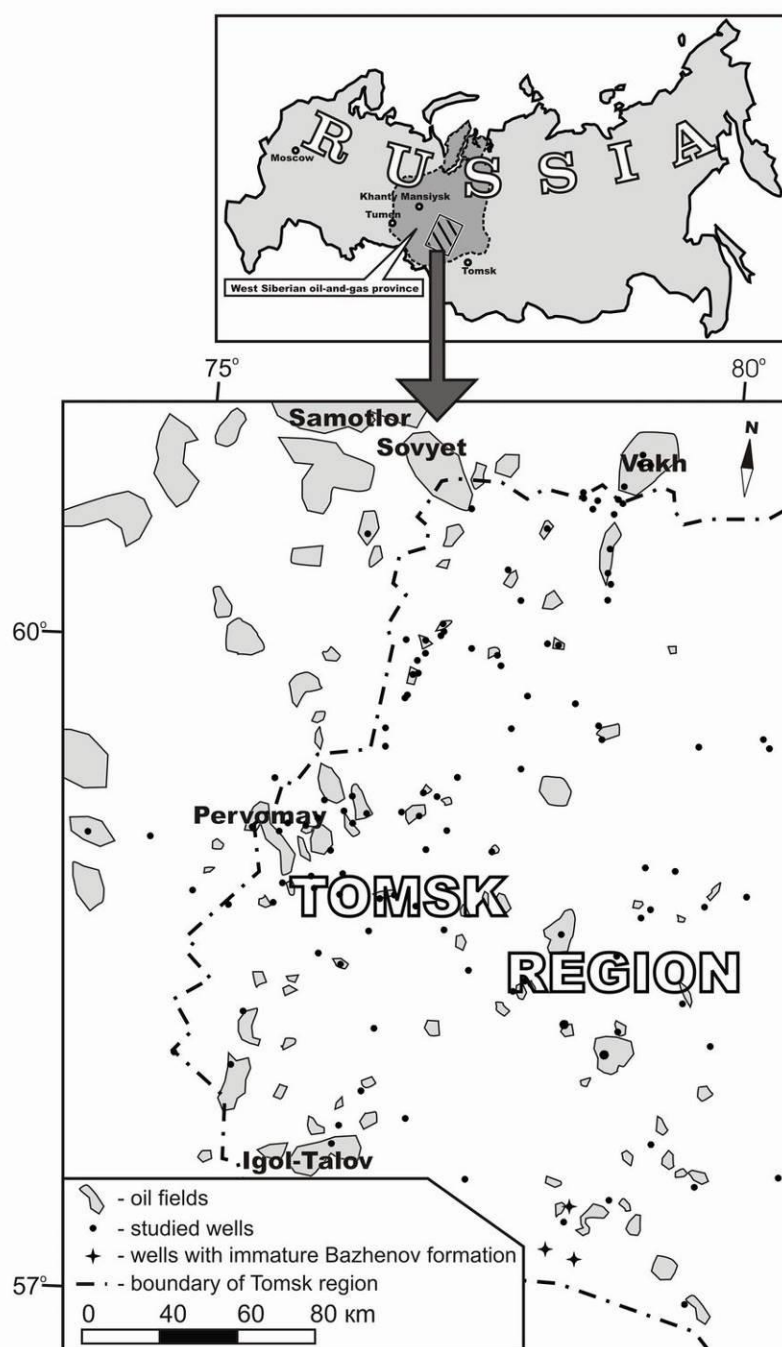 RUSSIA
Moscow
Khanty Mansiysk
Tumen
Tomsk
West Siberian oil-and-gas province
75° 80°
Samotlor
Sovyet
Vakh
N
60°
Pervomay
TOMSK
REGION
Igol-Talov
- oil fields
- studied wells
- wells with immature Bazhenov formation
- boundary of Tomsk region
57°
0 40 60 80 км